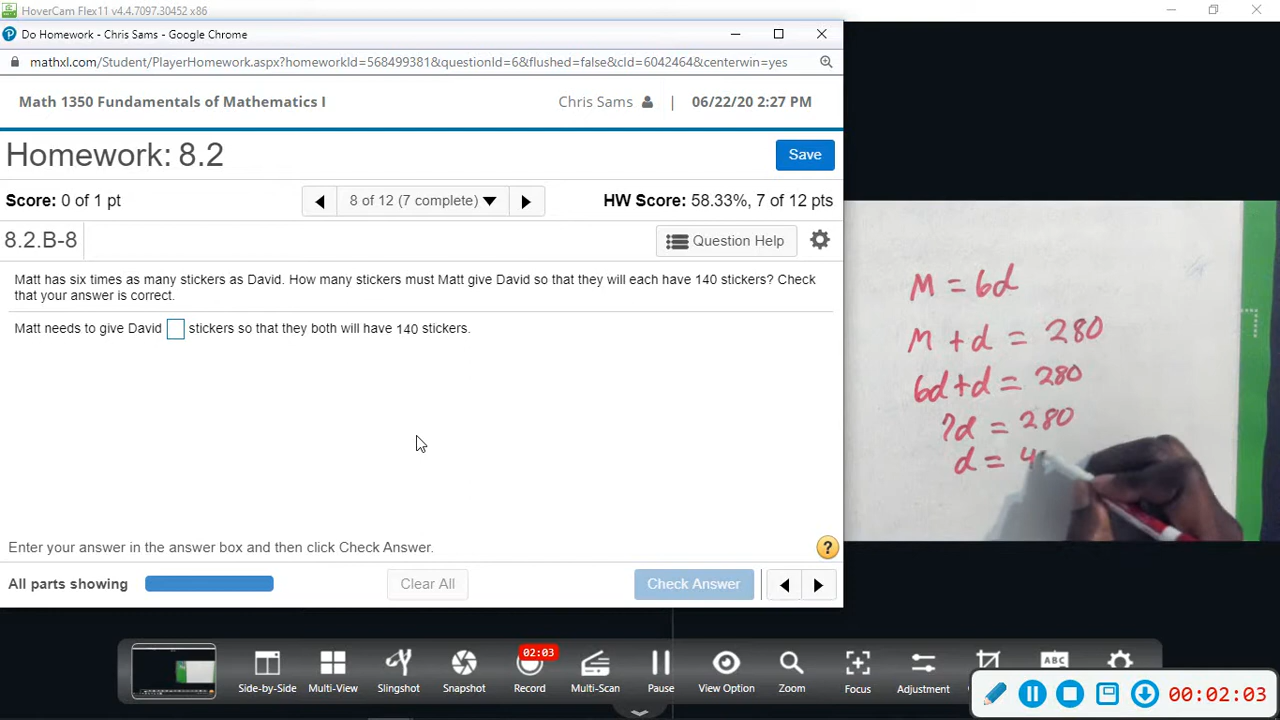 HoverCam Flex11 v4.4.7097.30452 x86
Do Homework - Chris Sams - Google Chrome
mathxl.com/Student/PlayerHomework.aspx?homeworkId=568499381&questionId=6&flushed=false&cId=6042464&centerwin=yes
Math 1350 Fundamentals of Mathematics I
Chris Sams | 06/22/20 2:27 PM
Homework: 8.2
Save
Score: 0 of 1 pt
8 of 12 (7 complete)
HW Score: 58.33%, 7 of 12 pts
8.2.B-8
Question Help
Matt has six times as many stickers as David. How many stickers must Matt give David so that they will each have 140 stickers? Check
that your answer is correct.
Matt needs to give David stickers so that they both will have 140 stickers.
Enter your answer in the answer box and then click Check Answer.
?
All parts showing
Clear All
Check Answer
M = 6d
M + d = 280
6d + d = 280
7d = 280
d = 4
Side-by-Side
Multi-View
Slingshot
Snapshot
02:03
Record
Multi Scan
Pause
View Option
Zoom
Focus
Adjustment
ABC
00:02:03